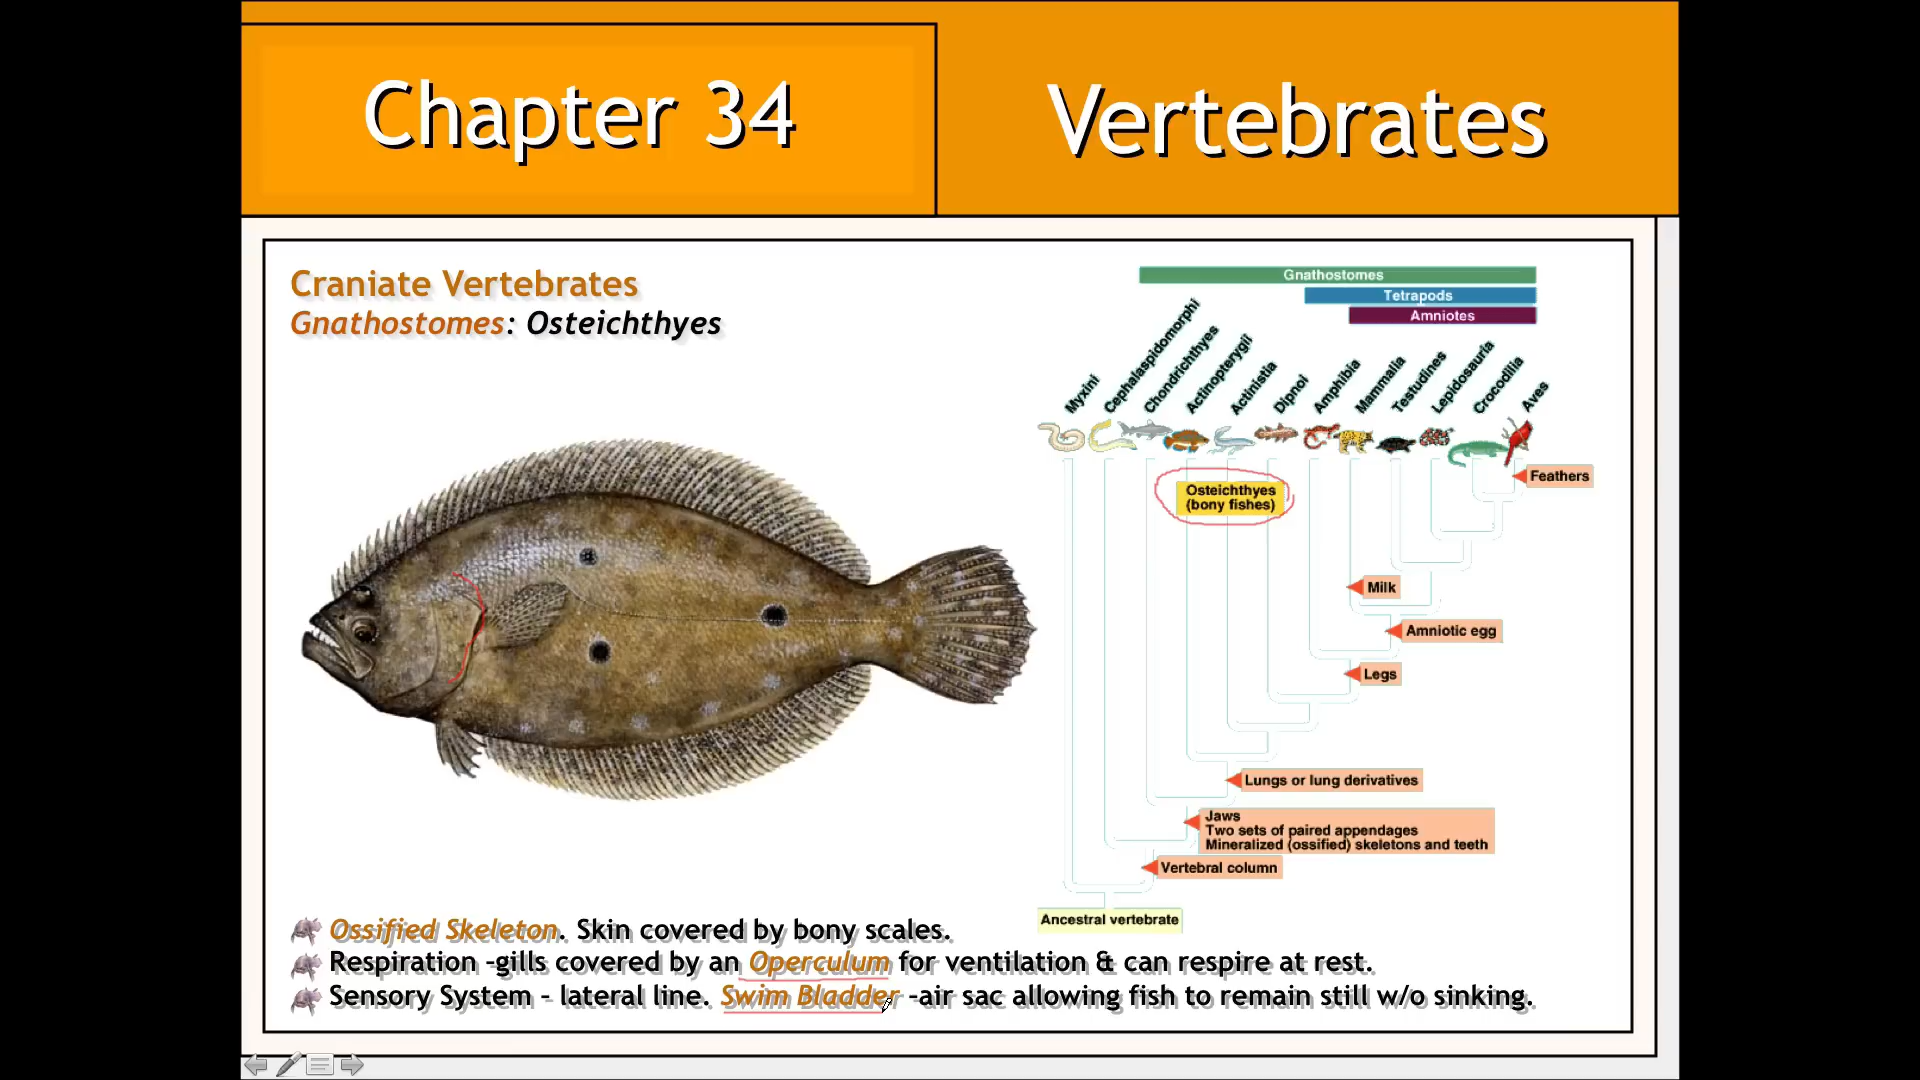 Chapter 34
Vertebrates
Craniate Vertebrates
Gnathostomes: Osteichthyes
Gnathostomes
Tetrapods
Amniotes
Myxini
Cephalaspidomorphi
Chondrichthyes
Actinopterygii
Actinistia
Dipnoi
Amphibia
Mammalia
Testudines
Lepidosauria
Crocodilia
Aves
Feathers
Osteichthyes
(bony fishes)
Milk
Amniotic egg
Legs
Lungs or lung derivatives
Jaws
Two sets of paired appendages
Mineralized (ossified) skeletons and teeth
Vertebral column
Ancestral vertebrate
Ossified Skeleton. Skin covered by bony scales.
Respiration -gills covered by an Operculum for ventilation & can respire at rest.
Sensory System - lateral line. Swim Bladder -air sac allowing fish to remain still w/o sinking.